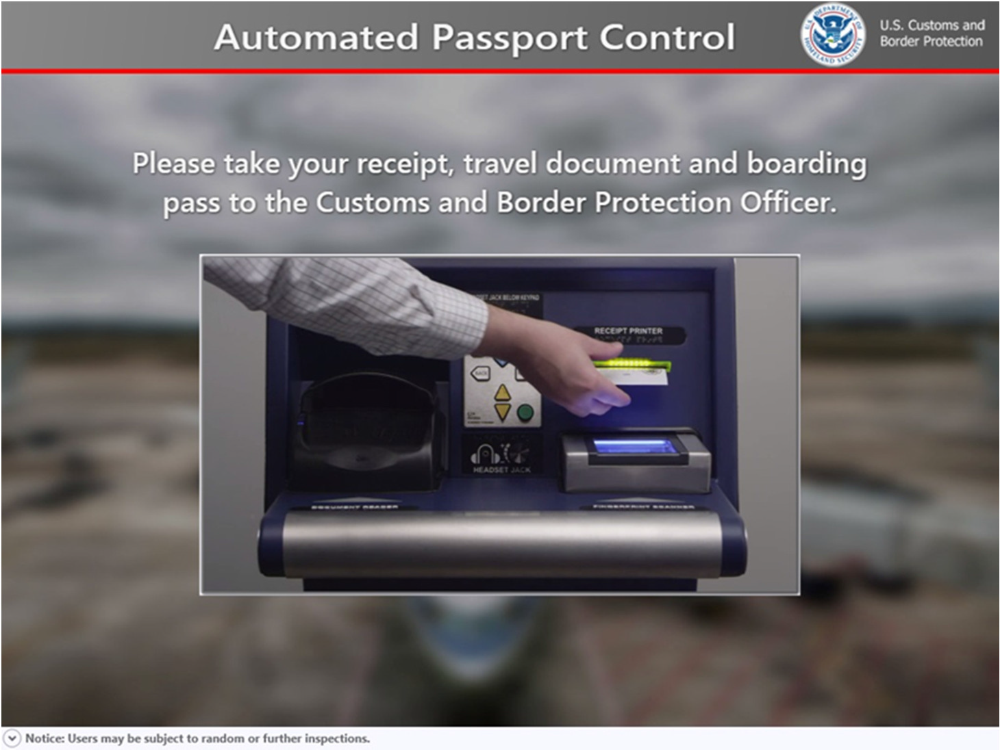 Automated Passport Control
U.S. Customs and
Border Protection
Please take your receipt, travel document and boarding
pass to the Customs and Border Protection Officer.
JACK BELOW KEYPAD
RECEIPT PRINTER
BACK
HEADSET JACK
DOCUMENT READER
FINGERPRINT SCANNER
Notice: Users may be subject to random or further inspections.